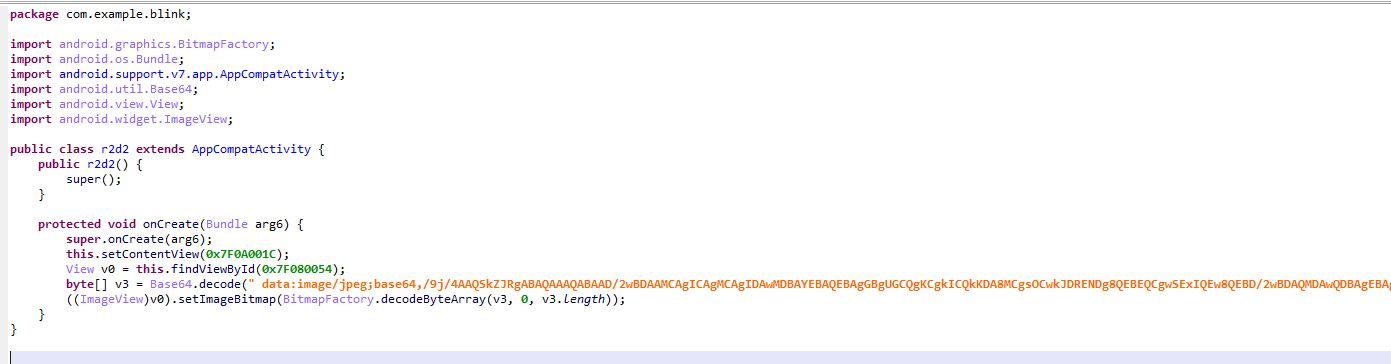 package com.example.blink;
import android.graphics.BitmapFactory;
import android.os.Bundle;
import android.support.v7.app.AppCompatActivity;
import android.util.Base64;
import android.view.View;
import android.widget.ImageView;
public class r2d2 extends AppCompatActivity {
public r2d2() {
super();
}
protected void onCreate(Bundle arg6) {
super.onCreate(arg6);
this.setContentView(0x7F0A001C);
View v0 = this.findViewById(0x7F080054);
byte[] v3 = Base64.decode(" data:image/jpeg;base64,/9j/4AAQSkZJRgABAQAAAQABAAD/2wBDAAMCAgICAgMCAgIDAwMDBAYEBAQEBAgGBgUGCQgKCgkICQkKDA8MCgsOCwkJDRENDg8QEBEQCgwSExIQEw8QEBD/2wBDAQMDAwQDBAgEBAg
((ImageView)v0).setImageBitmap(BitmapFactory.decodeByteArray(v3, 0, v3.length));
}
}